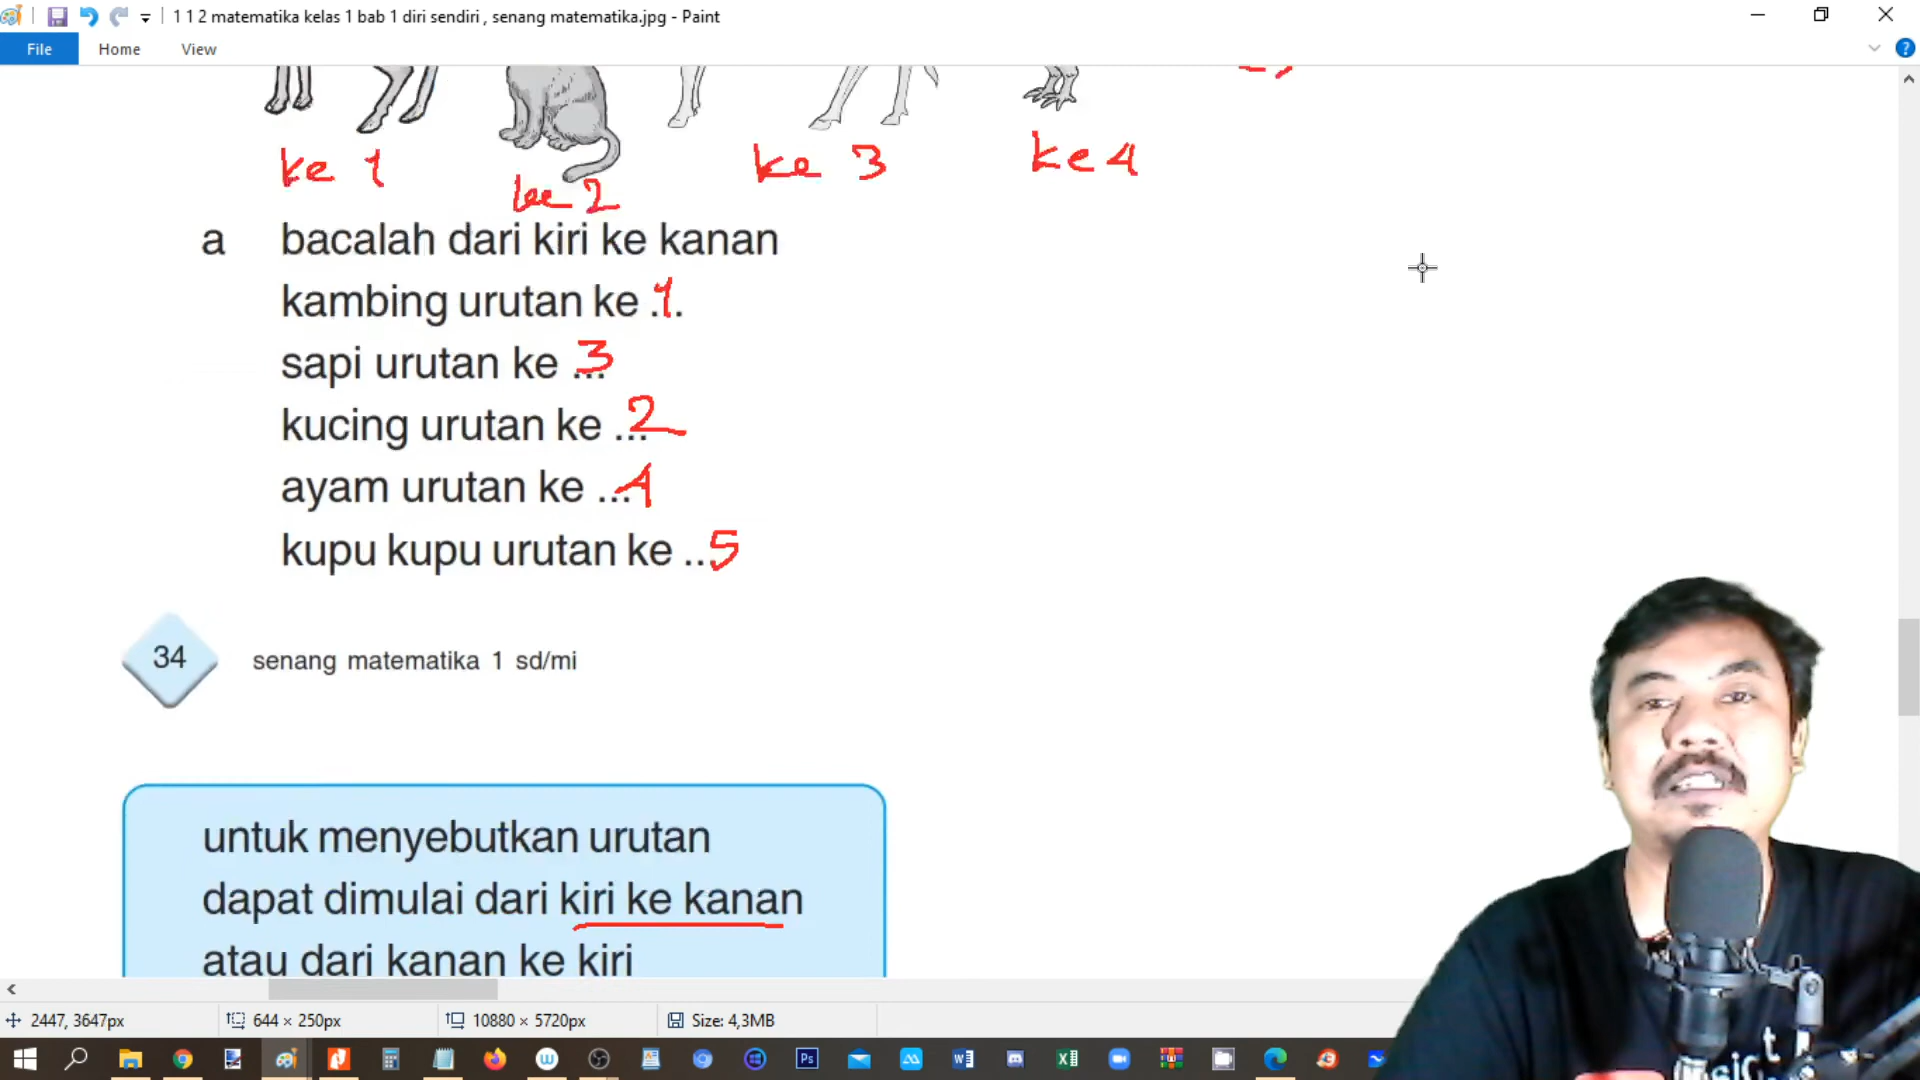 1 1 2 matematika kelas 1 bab 1 diri sendiri , senang matematika.jpg - Paint
File Home View
ke 1
ke 2
ke 3
ke 4
a bacalah dari kiri ke kanan
kambing urutan ke .1.
sapi urutan ke ...3
kucing urutan ke ...2
ayam urutan ke ...4
kupu kupu urutan ke ...5
34 senang matematika 1 sd/mi
untuk menyebutkan urutan
dapat dimulai dari kiri ke kanan
atau dari kanan ke kiri
2447, 3647px 644 × 250px 10880 × 5720px Size: 4,3MB
Ps